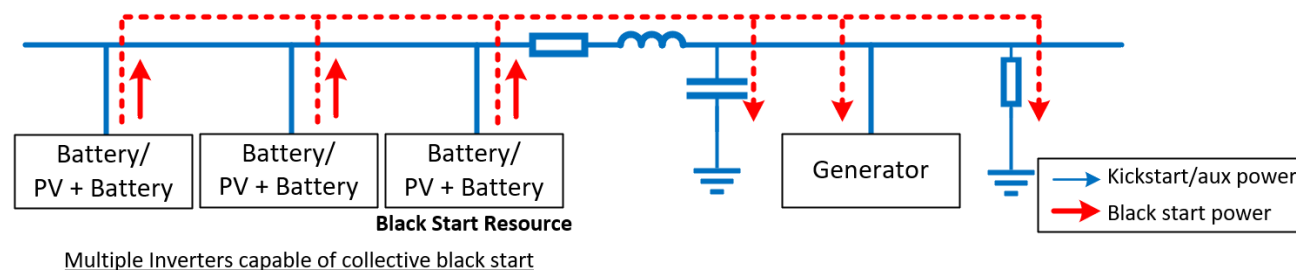 Battery/
PV + Battery
Battery/
PV + Battery
Battery/
PV + Battery
Generator
Kickstart/aux power
Black start power
Black Start Resource
Multiple Inverters capable of collective black start